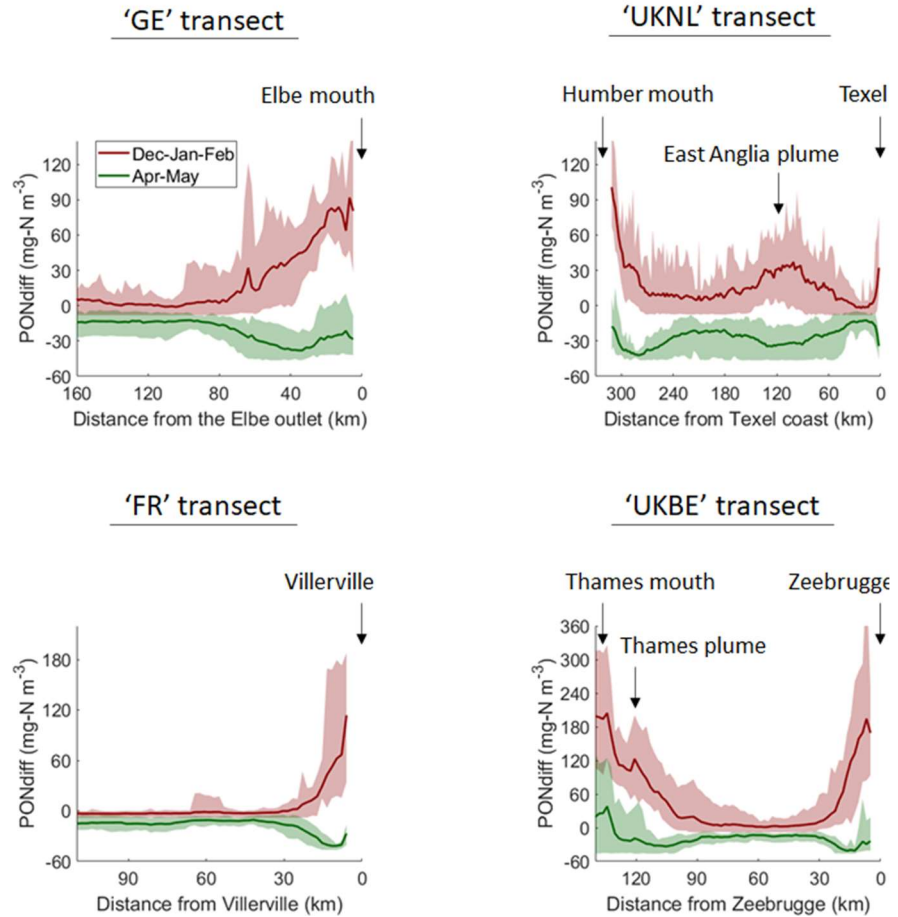 ‘GE’ transect
‘UKNL’ transect
Elbe mouth
Humber mouth
Texel
Dec-Jan-Feb
Apr-May
East Anglia plume
120
90
60
30
0
-30
-60
PONdiff (mg-N m-3)
160 120 80 40 0
Distance from the Elbe outlet (km)
120
90
60
30
0
-30
-60
PONdiff (mg-N m-3)
300 240 180 120 60 0
Distance from Texel coast (km)
‘FR’ transect
‘UKBE’ transect
Villerville
Thames mouth
Zeebrugge
Thames plume
180
120
60
0
-60
PONdiff (mg-N m-3)
90 60 30 0
Distance from Villerville (km)
360
300
240
180
120
60
0
-60
PONdiff (mg-N m-3)
120 90 60 30 0
Distance from Zeebrugge (km)